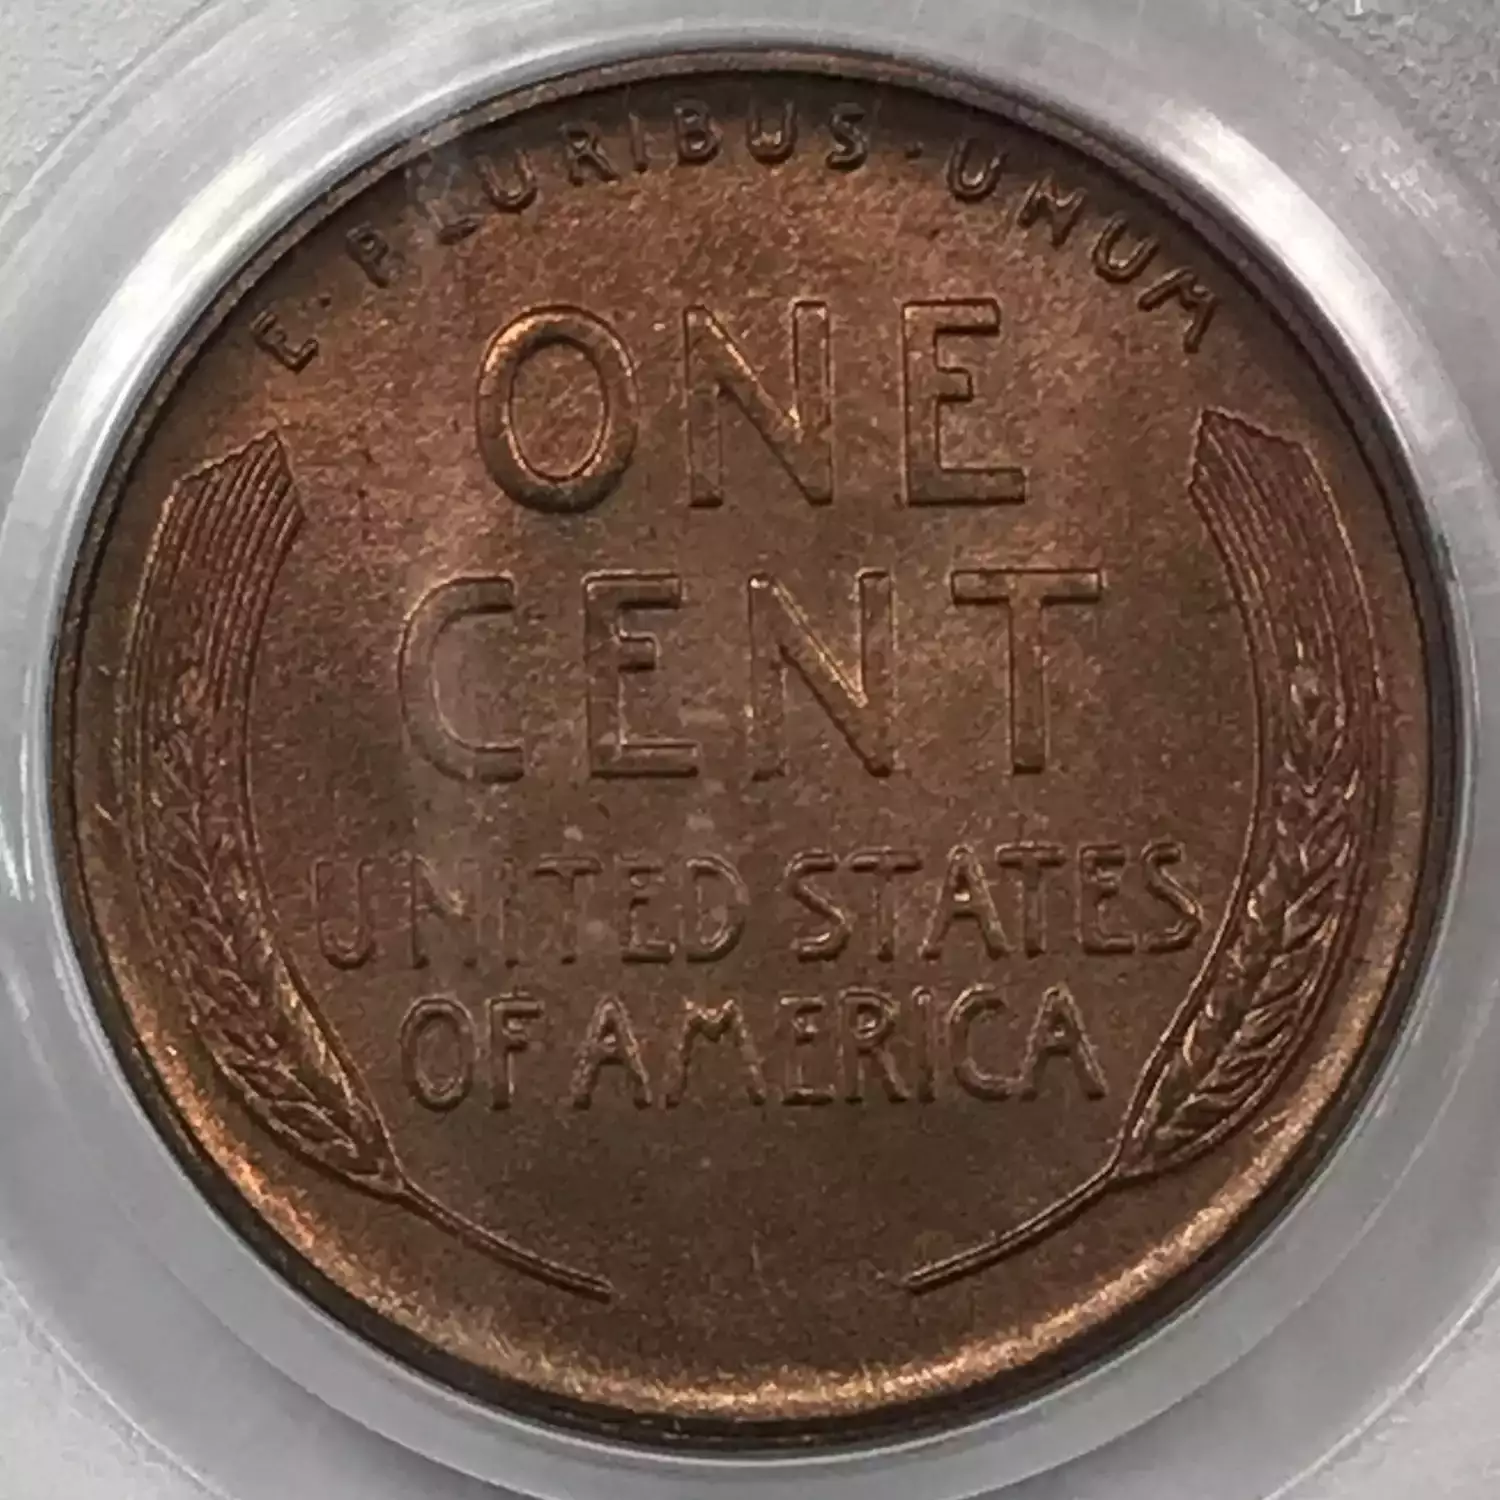 E·PLURIBUS·UNUM
ONE
CENT
UNITED STATES
OF AMERICA